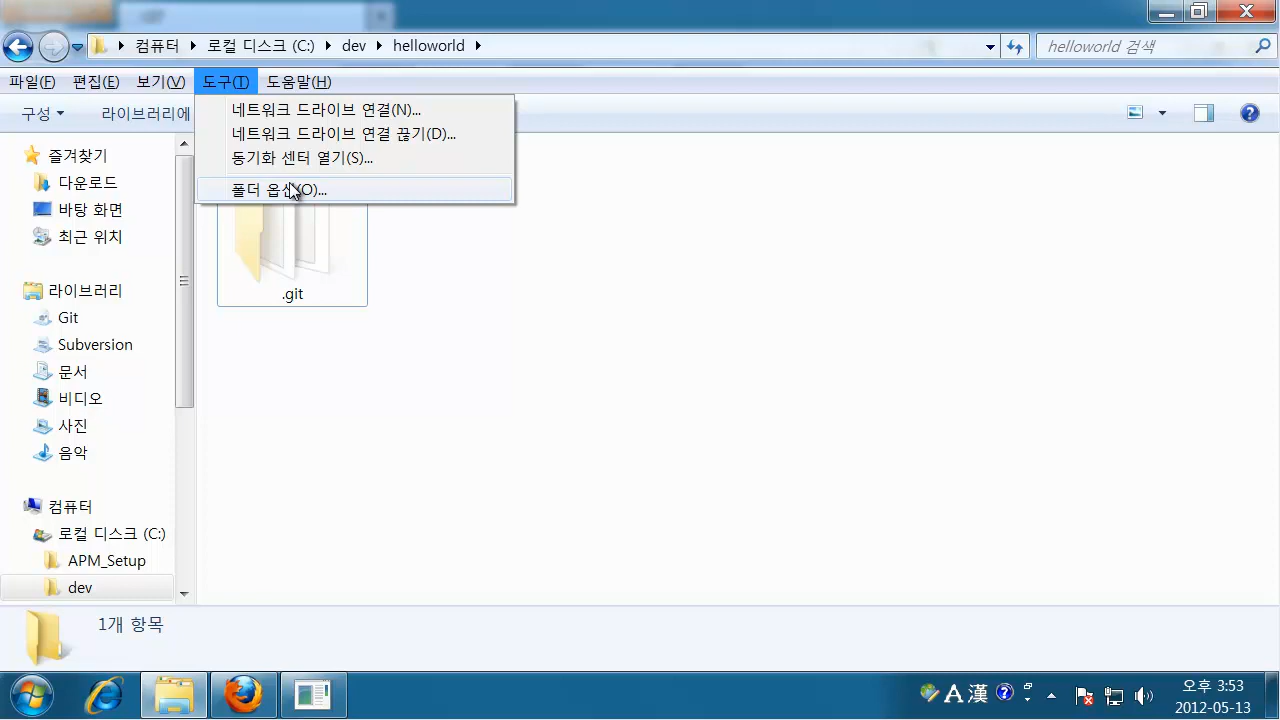 컴퓨터 로컬 디스크 (C:) dev helloworld helloworld 검색
파일(F) 편집(E) 보기(V) 도구(T) 도움말(H)
구성 라이브러리에
네트워크 드라이브 연결(N)...
네트워크 드라이브 연결 끊기(D)...
동기화 센터 열기(S)...
폴더 옵션(O)...
즐겨찾기
다운로드
바탕 화면
최근 위치
라이브러리
Git
Subversion
문서
비디오
사진
음악
컴퓨터
로컬 디스크 (C:)
APM_Setup
dev
.git
1개 항목
A 漢
오후 3:53
2012-05-13